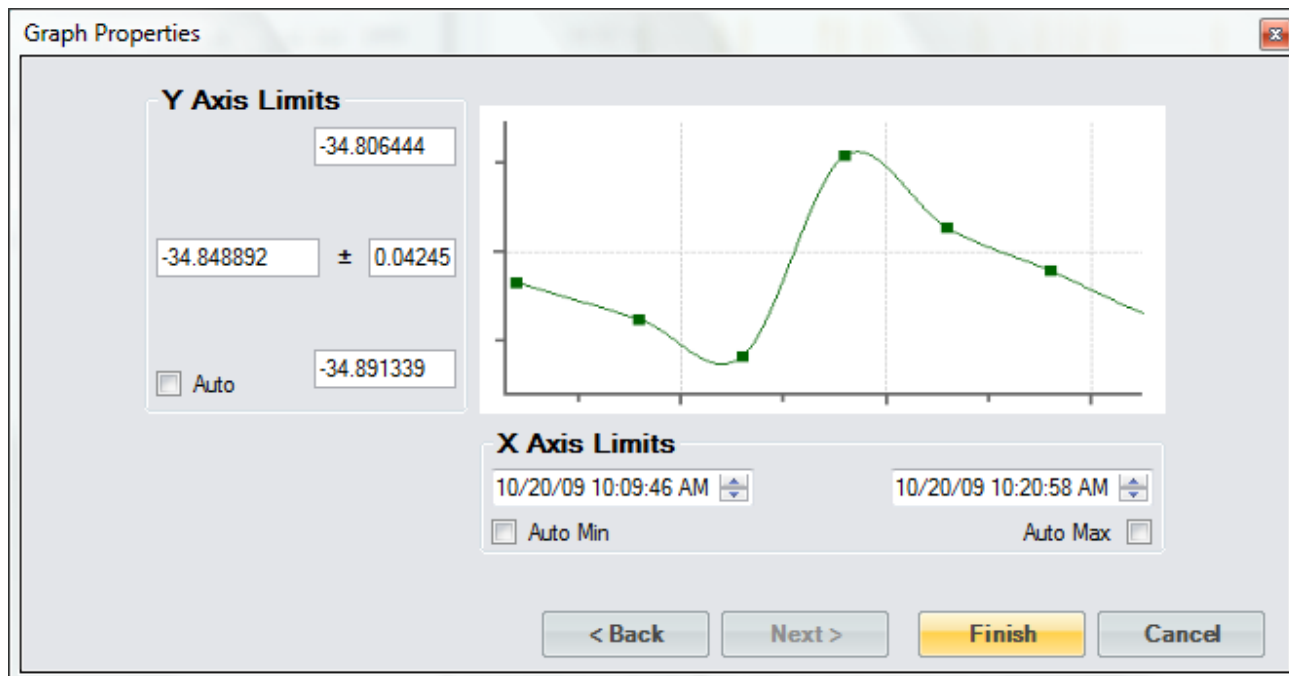 Graph Properties
Y Axis Limits
-34.806444
-34.848892 ± 0.04245
-34.891339
Auto
X Axis Limits
10/20/09 10:09:46 AM
10/20/09 10:20:58 AM
Auto Min
Auto Max
< Back
Next >
Finish
Cancel